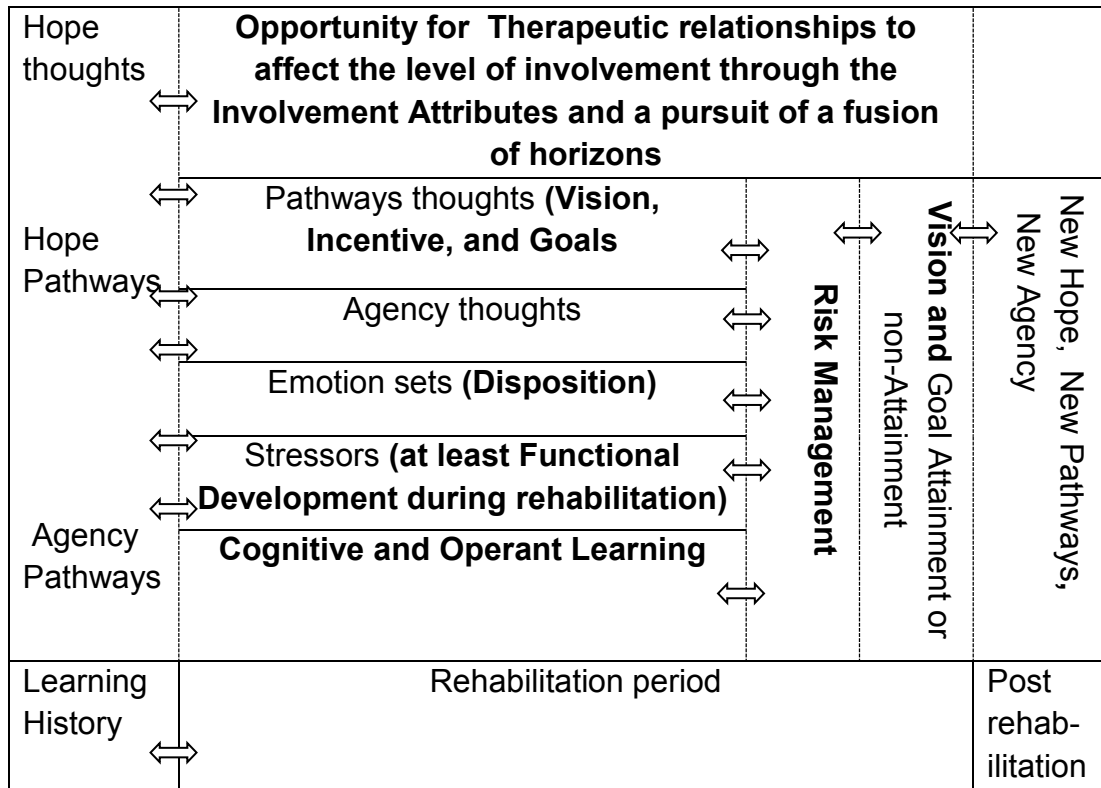 Hope
thoughts
Opportunity for  Therapeutic relationships to
affect the level of involvement through the
Involvement Attributes and a pursuit of a fusion
of horizons
Hope
Pathways
Pathways thoughts (Vision,
Incentive, and Goals
Agency thoughts
Emotion sets (Disposition)
Stressors (at least Functional
Development during rehabilitation)
Agency
Pathways
Cognitive and Operant Learning
Risk Management
Vision and Goal Attainment or
non-Attainment
New Hope,  New Pathways,
New Agency
Learning
History
Rehabilitation period
Post
rehab-
ilitation